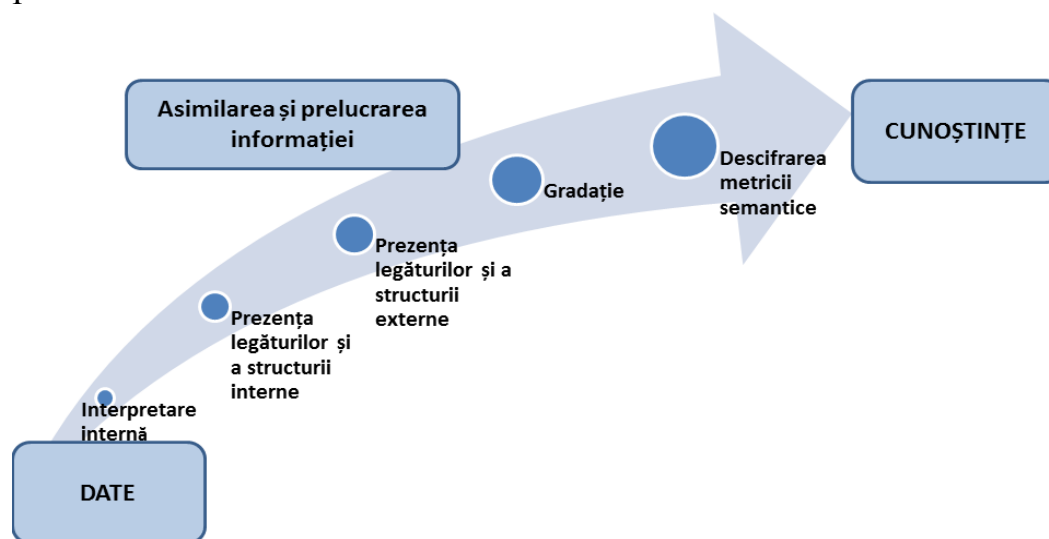 Asimilarea și prelucrarea
informației
CUNOȘTINȚE
Descifrarea
metricii
semantice
Gradație
Prezența
legăturilor și a
structurii
externe
Prezența
legăturilor și
a structurii
interne
Interpretare
internă
DATE